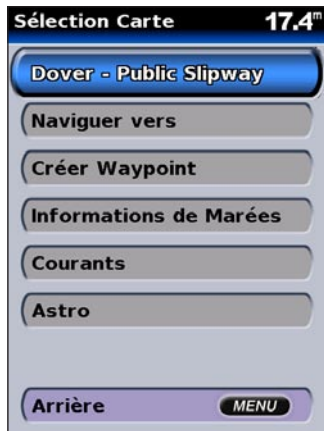 Sélection Carte 17.4m
Dover - Public Slipway
Naviguer vers
Créer Waypoint
Informations de Marées
Courants
Astro
Arrière MENU